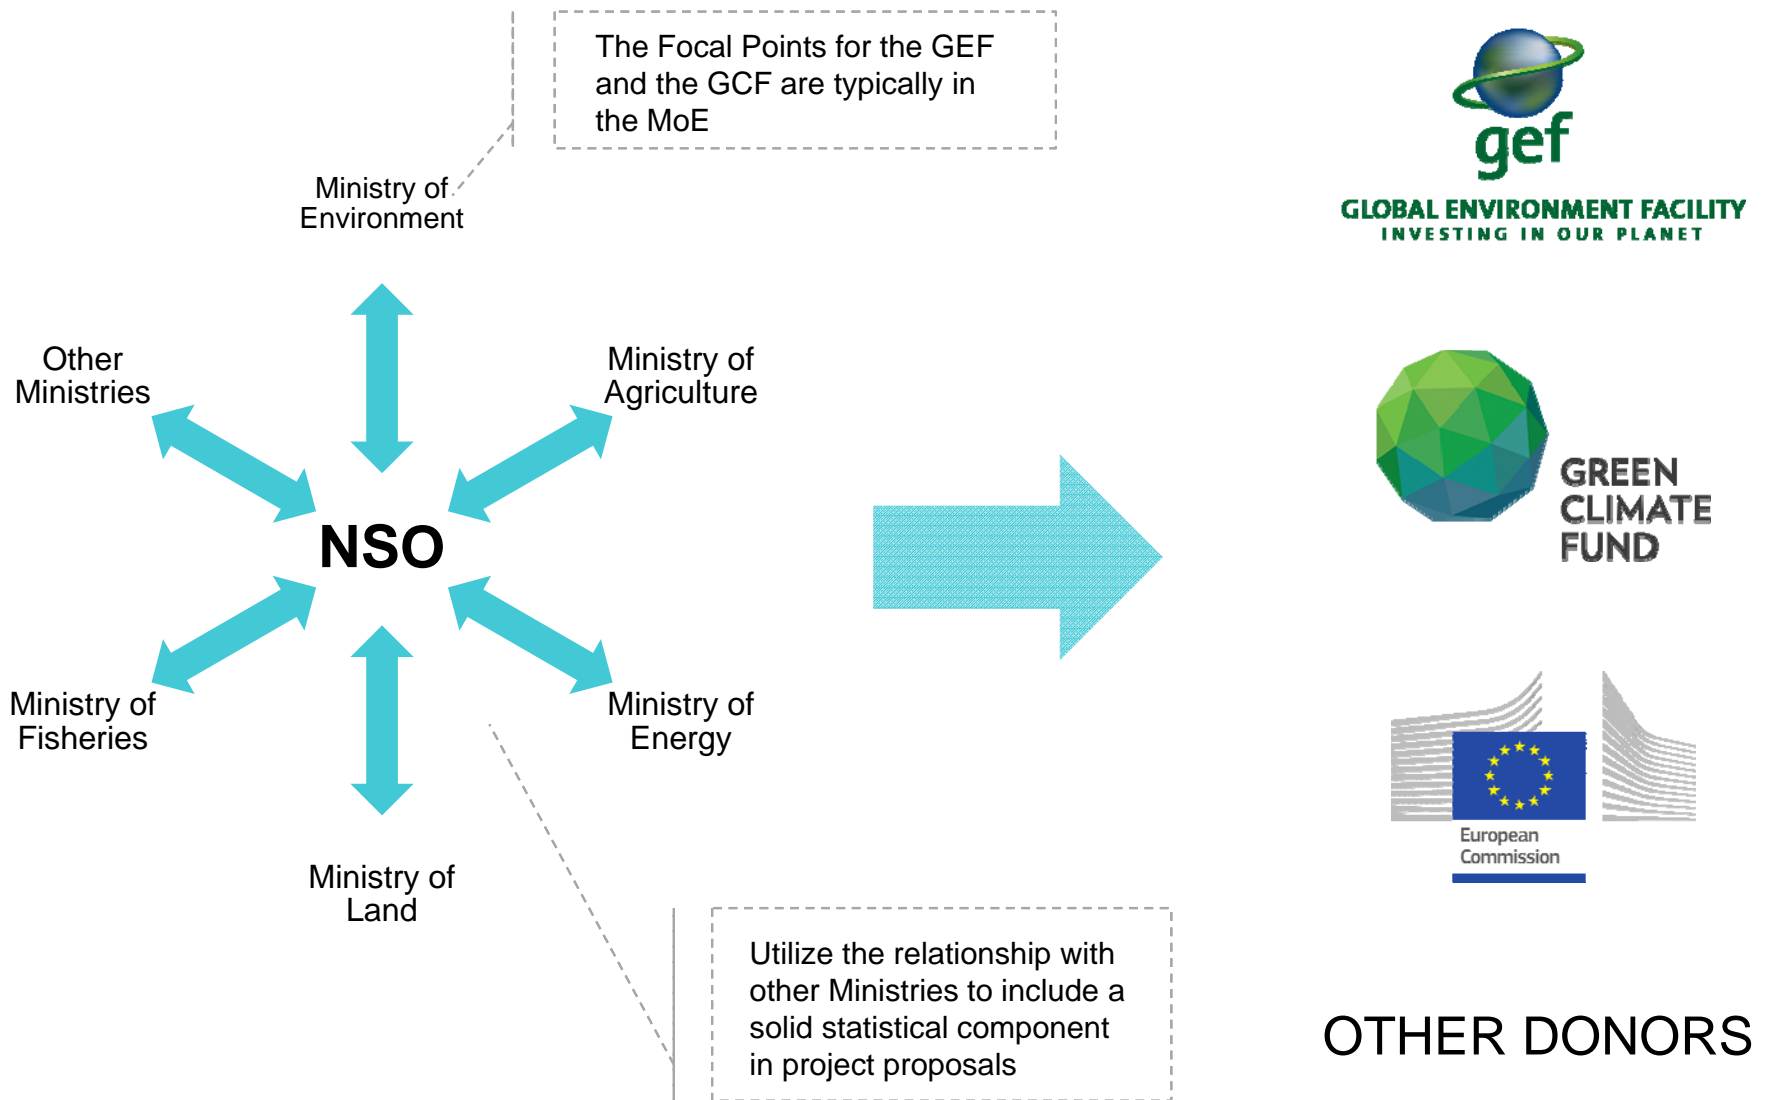 The Focal Points for the GEF
and the GCF are typically in
the MoE
Ministry of
Environment
Other
Ministries
Ministry of
Agriculture
NSO
Ministry of
Fisheries
Ministry of
Energy
Ministry of
Land
Utilize the relationship with
other Ministries to include a
solid statistical component
in project proposals
gef
GLOBAL ENVIRONMENT FACILITY
INVESTING IN OUR PLANET
GREEN
CLIMATE
FUND
European
Commission
OTHER DONORS